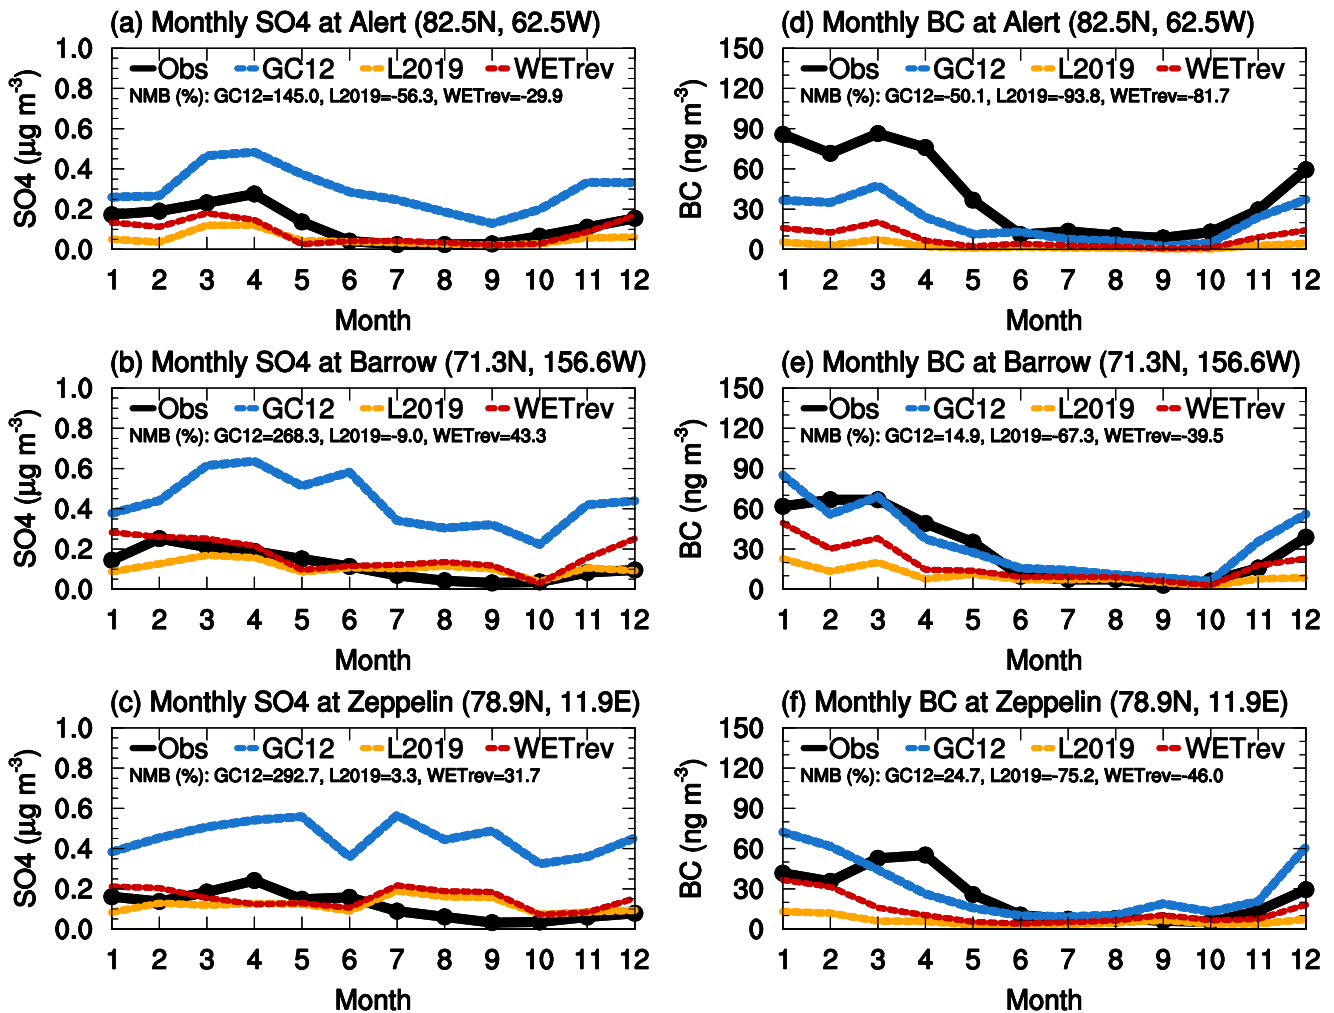 (a) Monthly SO4 at Alert (82.5N, 62.5W)
1.0
0.8
0.6
0.4
0.2
0.0
SO4 (µg m-3)
Obs GC12 L2019 WETrev
NMB (%): GC12=145.0, L2019=-56.3, WETrev=-29.9
1 2 3 4 5 6 7 8 9 10 11 12
Month
(d) Monthly BC at Alert (82.5N, 62.5W)
150
120
90
60
30
0
BC (ng m-3)
Obs GC12 L2019 WETrev
NMB (%): GC12=-50.1, L2019=-93.8, WETrev=-81.7
1 2 3 4 5 6 7 8 9 10 11 12
Month
(b) Monthly SO4 at Barrow (71.3N, 156.6W)
1.0
0.8
0.6
0.4
0.2
0.0
SO4 (µg m-3)
Obs GC12 L2019 WETrev
NMB (%): GC12=268.3, L2019=-9.0, WETrev=43.3
1 2 3 4 5 6 7 8 9 10 11 12
Month
(e) Monthly BC at Barrow (71.3N, 156.6W)
150
120
90
60
30
0
BC (ng m-3)
Obs GC12 L2019 WETrev
NMB (%): GC12=14.9, L2019=-67.3, WETrev=-39.5
1 2 3 4 5 6 7 8 9 10 11 12
Month
(c) Monthly SO4 at Zeppelin (78.9N, 11.9E)
1.0
0.8
0.6
0.4
0.2
0.0
SO4 (µg m-3)
Obs GC12 L2019 WETrev
NMB (%): GC12=292.7, L2019=3.3, WETrev=31.7
1 2 3 4 5 6 7 8 9 10 11 12
Month
(f) Monthly BC at Zeppelin (78.9N, 11.9E)
150
120
90
60
30
0
BC (ng m-3)
Obs GC12 L2019 WETrev
NMB (%): GC12=24.7, L2019=-75.2, WETrev=-46.0
1 2 3 4 5 6 7 8 9 10 11 12
Month